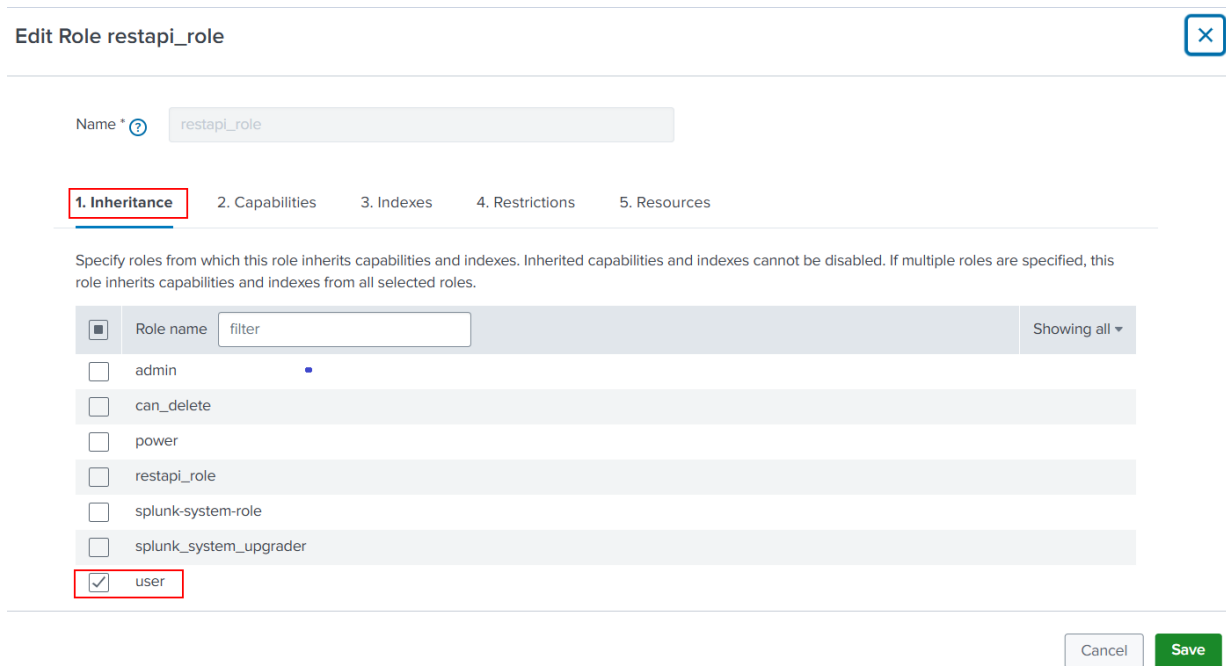 Edit Role restapi_role
Name * ?
restapi_role
1. Inheritance 2. Capabilities 3. Indexes 4. Restrictions 5. Resources
Specify roles from which this role inherits capabilities and indexes. Inherited capabilities and indexes cannot be disabled. If multiple roles are specified, this
role inherits capabilities and indexes from all selected roles.
Role name filter Showing all
admin
can_delete
power
restapi_role
splunk-system-role
splunk_system_upgrader
user
Cancel Save